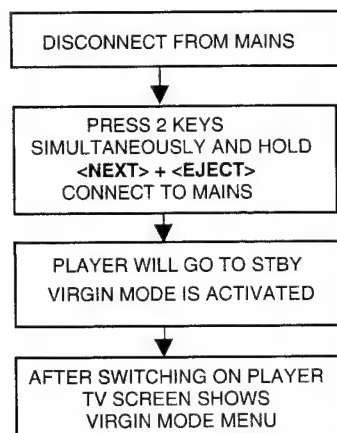 DISCONNECT FROM MAINS
PRESS 2 KEYS
SIMULTANEOUSLY AND HOLD
<NEXT> + <EJECT>
CONNECT TO MAINS
PLAYER WILL GO TO STBY
VIRGIN MODE IS ACTIVATED
AFTER SWITCHING ON PLAYER
TV SCREEN SHOWS
VIRGIN MODE MENU